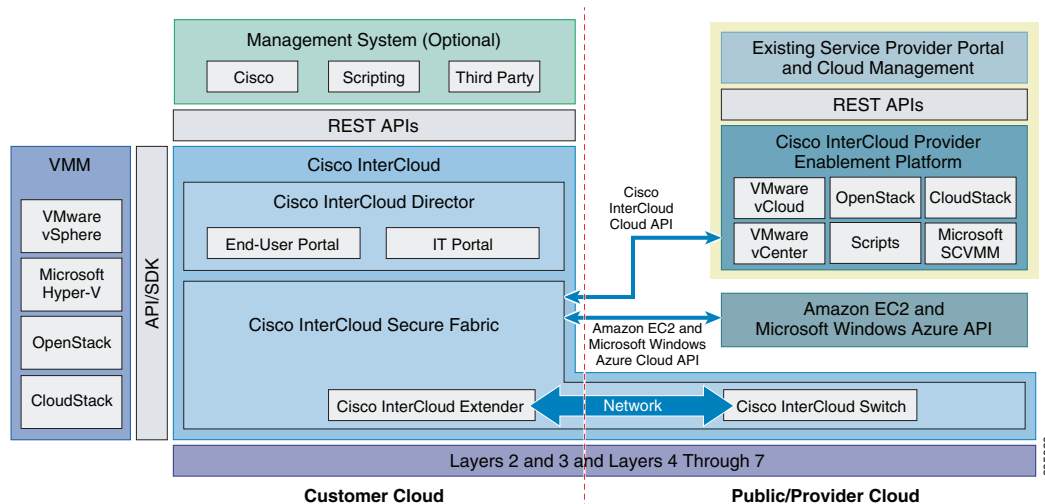 Management System (Optional)
Cisco
Scripting
Third Party
REST APIs
VMM
VMware
vSphere
Microsoft
Hyper-V
OpenStack
CloudStack
API/SDK
Cisco InterCloud
Cisco InterCloud Director
End-User Portal
IT Portal
Cisco InterCloud Secure Fabric
Cisco InterCloud Extender
Network
Cisco InterCloud Switch
Cisco
InterCloud
Cloud API
Amazon EC2 and
Microsoft Windows
Azure Cloud API
Existing Service Provider Portal
and Cloud Management
REST APIs
Cisco InterCloud Provider
Enablement Platform
VMware
vCloud
OpenStack
CloudStack
VMware
vCenter
Scripts
Microsoft
SCVMM
Amazon EC2 and
Microsoft Windows Azure API
Layers 2 and 3 and Layers 4 Through 7
Customer Cloud
Public/Provider Cloud